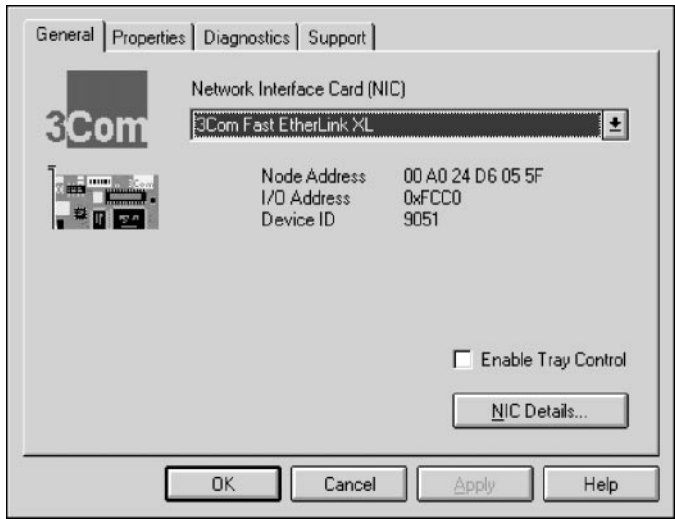 General Properties Diagnostics Support
3Com
Network Interface Card (NIC)
3Com Fast EtherLink XL
Node Address 00 A0 24 D6 05 5F
I/O Address 0xFCC0
Device ID 9051
Enable Tray Control
NIC Details...
OK Cancel Apply Help